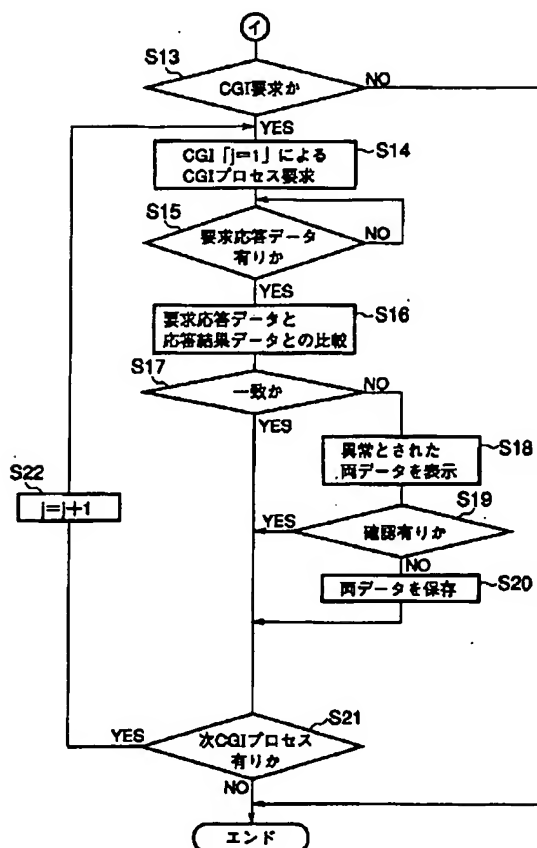 イ
S13
CGI要求か
NO
YES
CGI「j=1」による
CGIプロセス要求
S14
S15
要求応答データ
有りか
NO
YES
要求応答データと
応答結果データとの比較
S16
S17
一致か
NO
YES
異常とされた
両データを表示
S18
S22
j=j+1
S19
YES
確認有りか
NO
両データを保存
S20
S21
YES
次CGIプロセス
有りか
NO
エンド